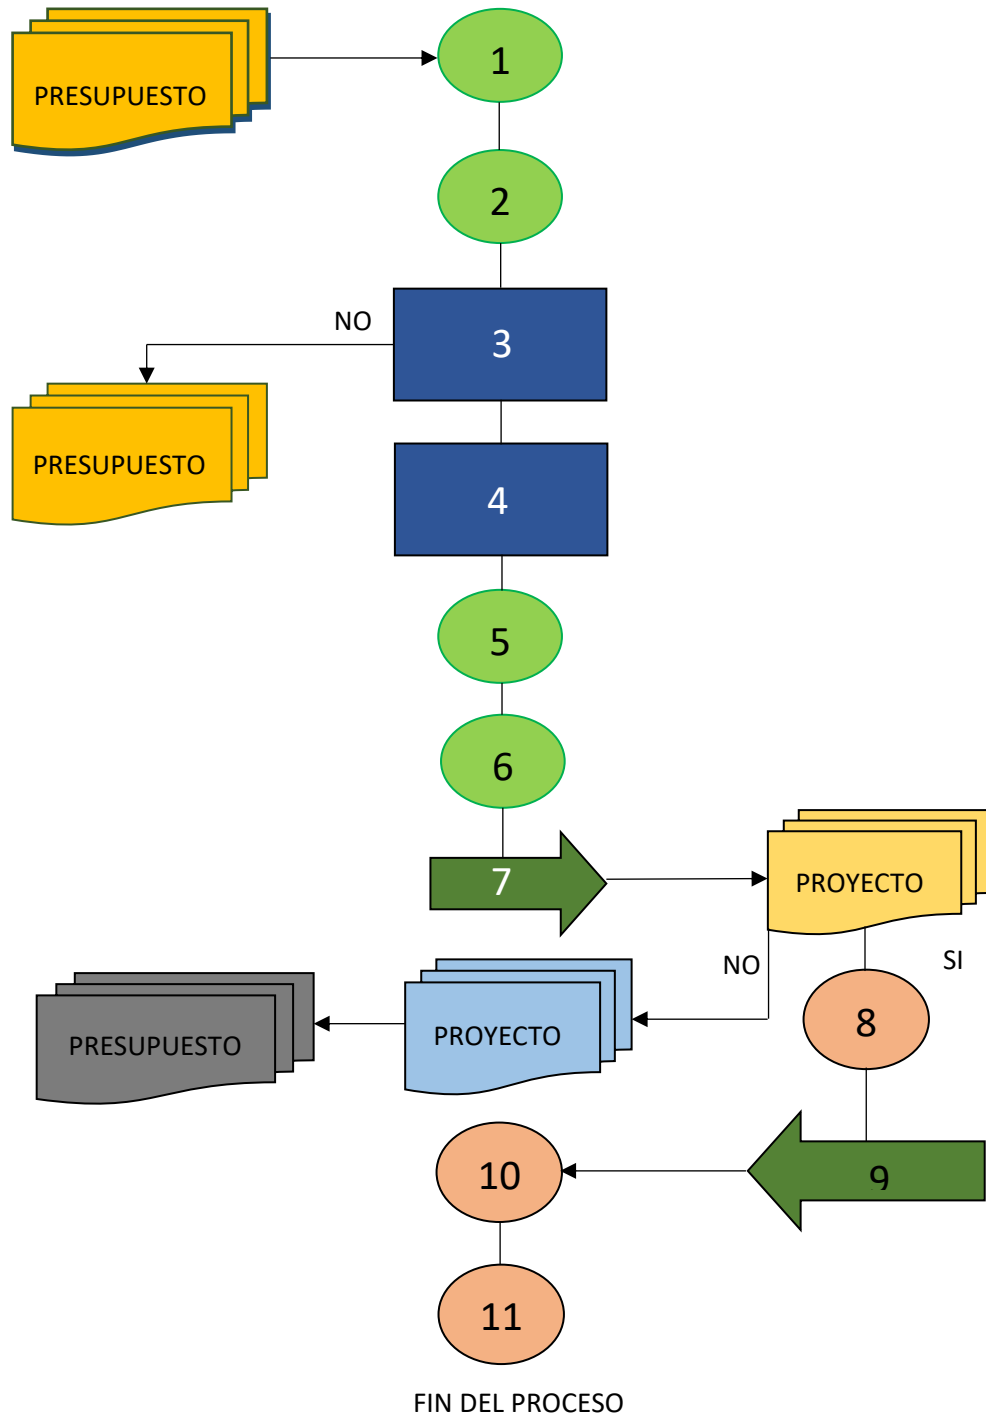 PRESUPUESTO
1
2
NO
3
PRESUPUESTO
4
5
6
7
PROYECTO
NO
SI
8
PROYECTO
PRESUPUESTO
10
9
11
FIN DEL PROCESO